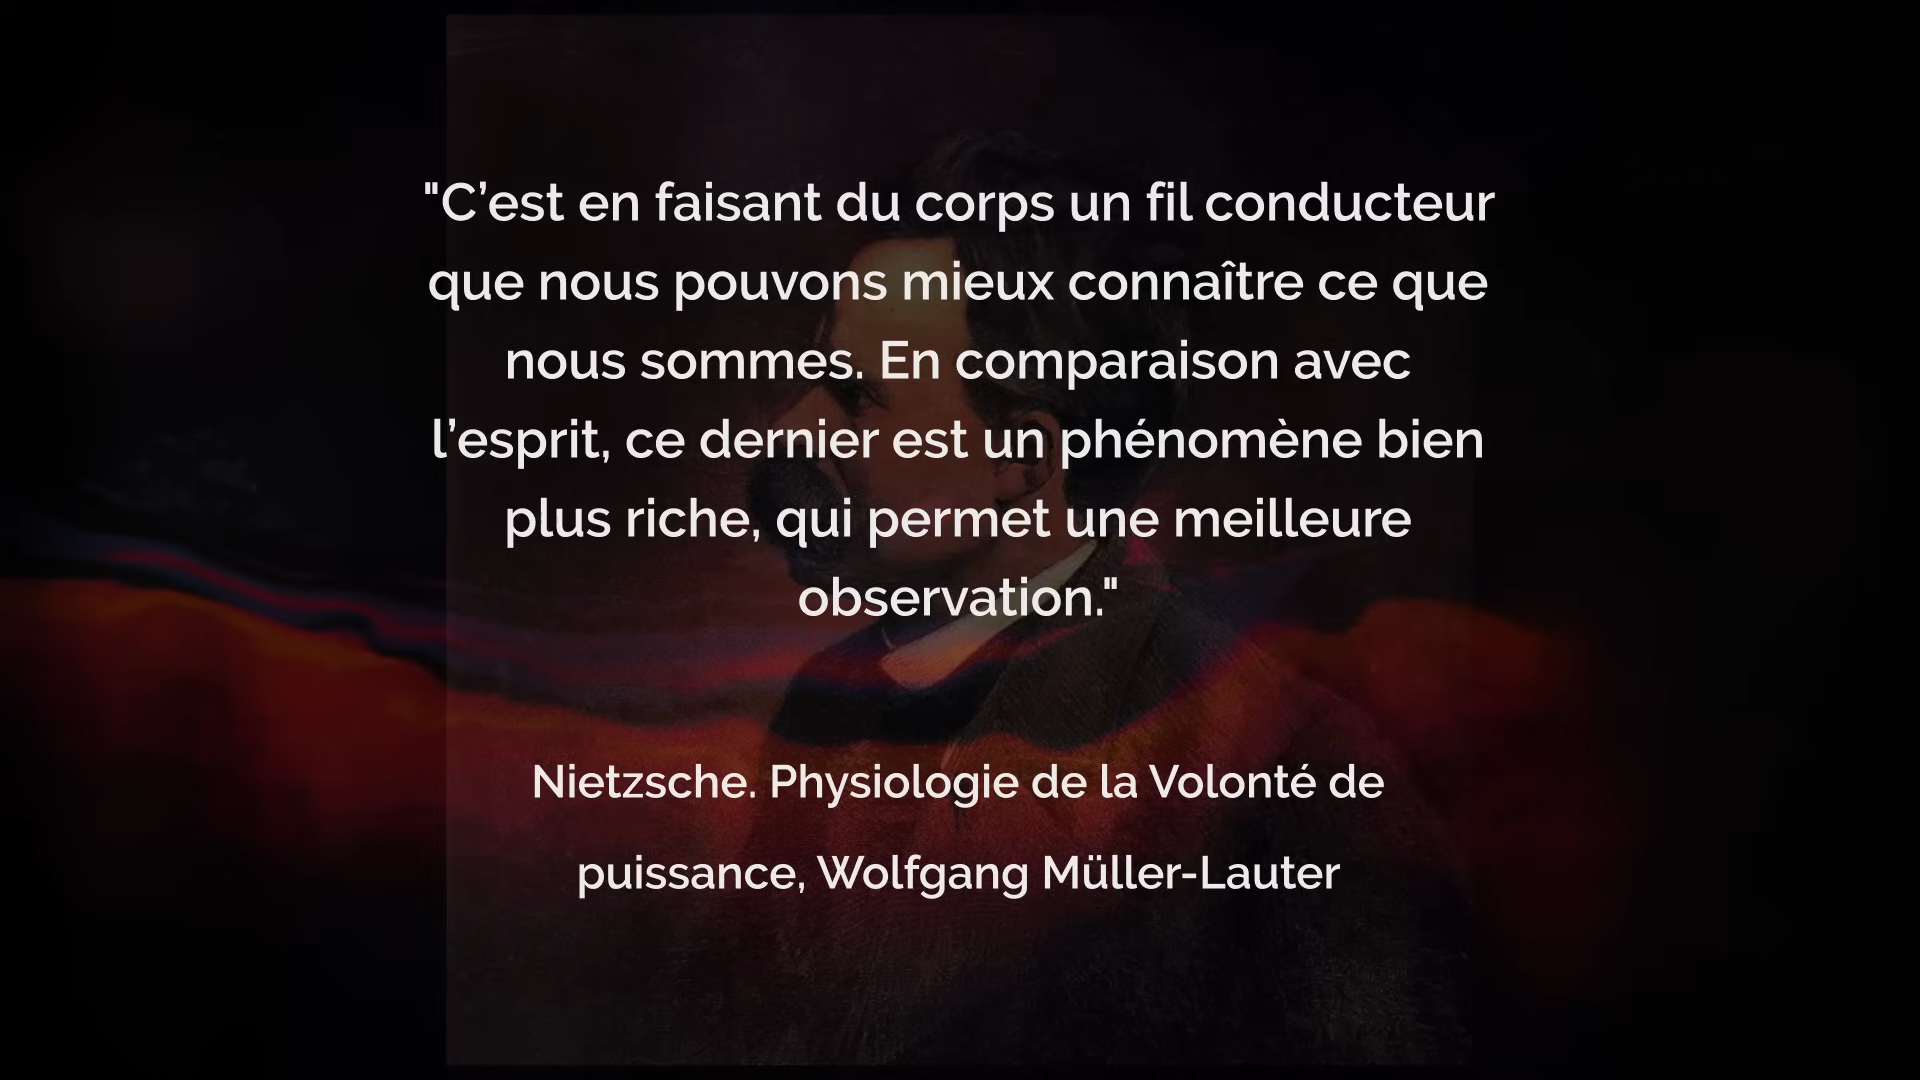 "C’est en faisant du corps un fil conducteur
que nous pouvons mieux connaître ce que
nous sommes. En comparaison avec
l’esprit, ce dernier est un phénomène bien
plus riche, qui permet une meilleure
observation."
Nietzsche. Physiologie de la Volonté de
puissance, Wolfgang Müller-Lauter